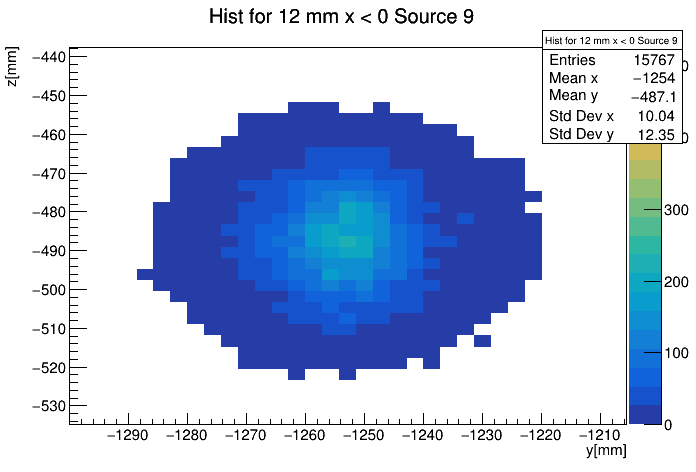 Hist for 12 mm x < 0 Source 9
z[mm]
−440
−450
−460
−470
−480
−490
−500
−510
−520
−530
−1290
−1280
−1270
−1260
−1250
−1240
−1230
−1220
−1210
y[mm]
Hist for 12 mm x < 0 Source 9
Entries 15767
Mean x −1254
Mean y −487.1
Std Dev x 10.04
Std Dev y 12.35
0
0
300
200
100
0